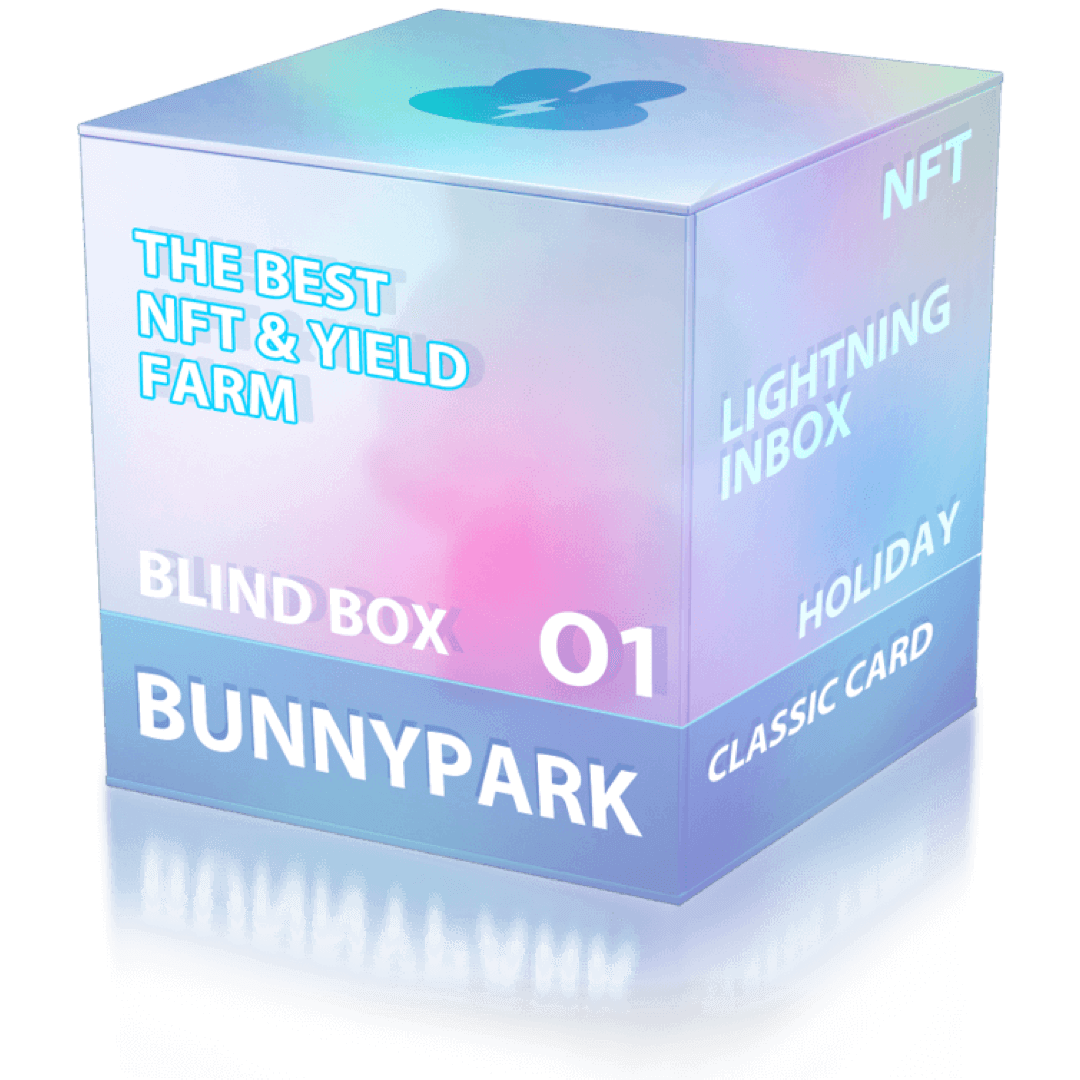 THE BEST
NFT & YIELD
FARM
BLIND BOX
01
BUNNYPARK
NFT
LIGHTNING
INBOX
HOLIDAY
CLASSIC CARD